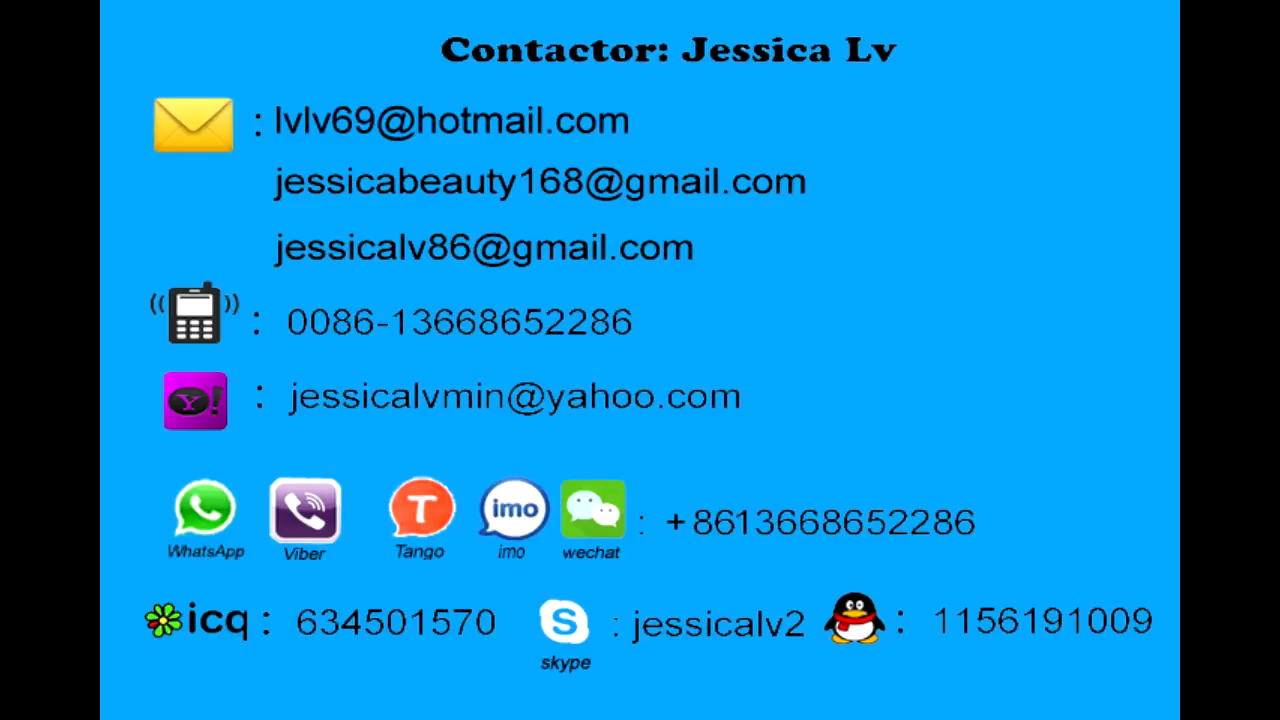 Contactor: Jessica Lv
: lvlv69@hotmail.com
jessicabeauty168@gmail.com
jessicalv86@gmail.com
: 0086-13668652286
Y! : jessicalvmin@yahoo.com
T imo : +8613668652286
WhatsApp Viber Tango imo wechat
icq : 634501570 S : jessicalv2 : 1156191009
skype